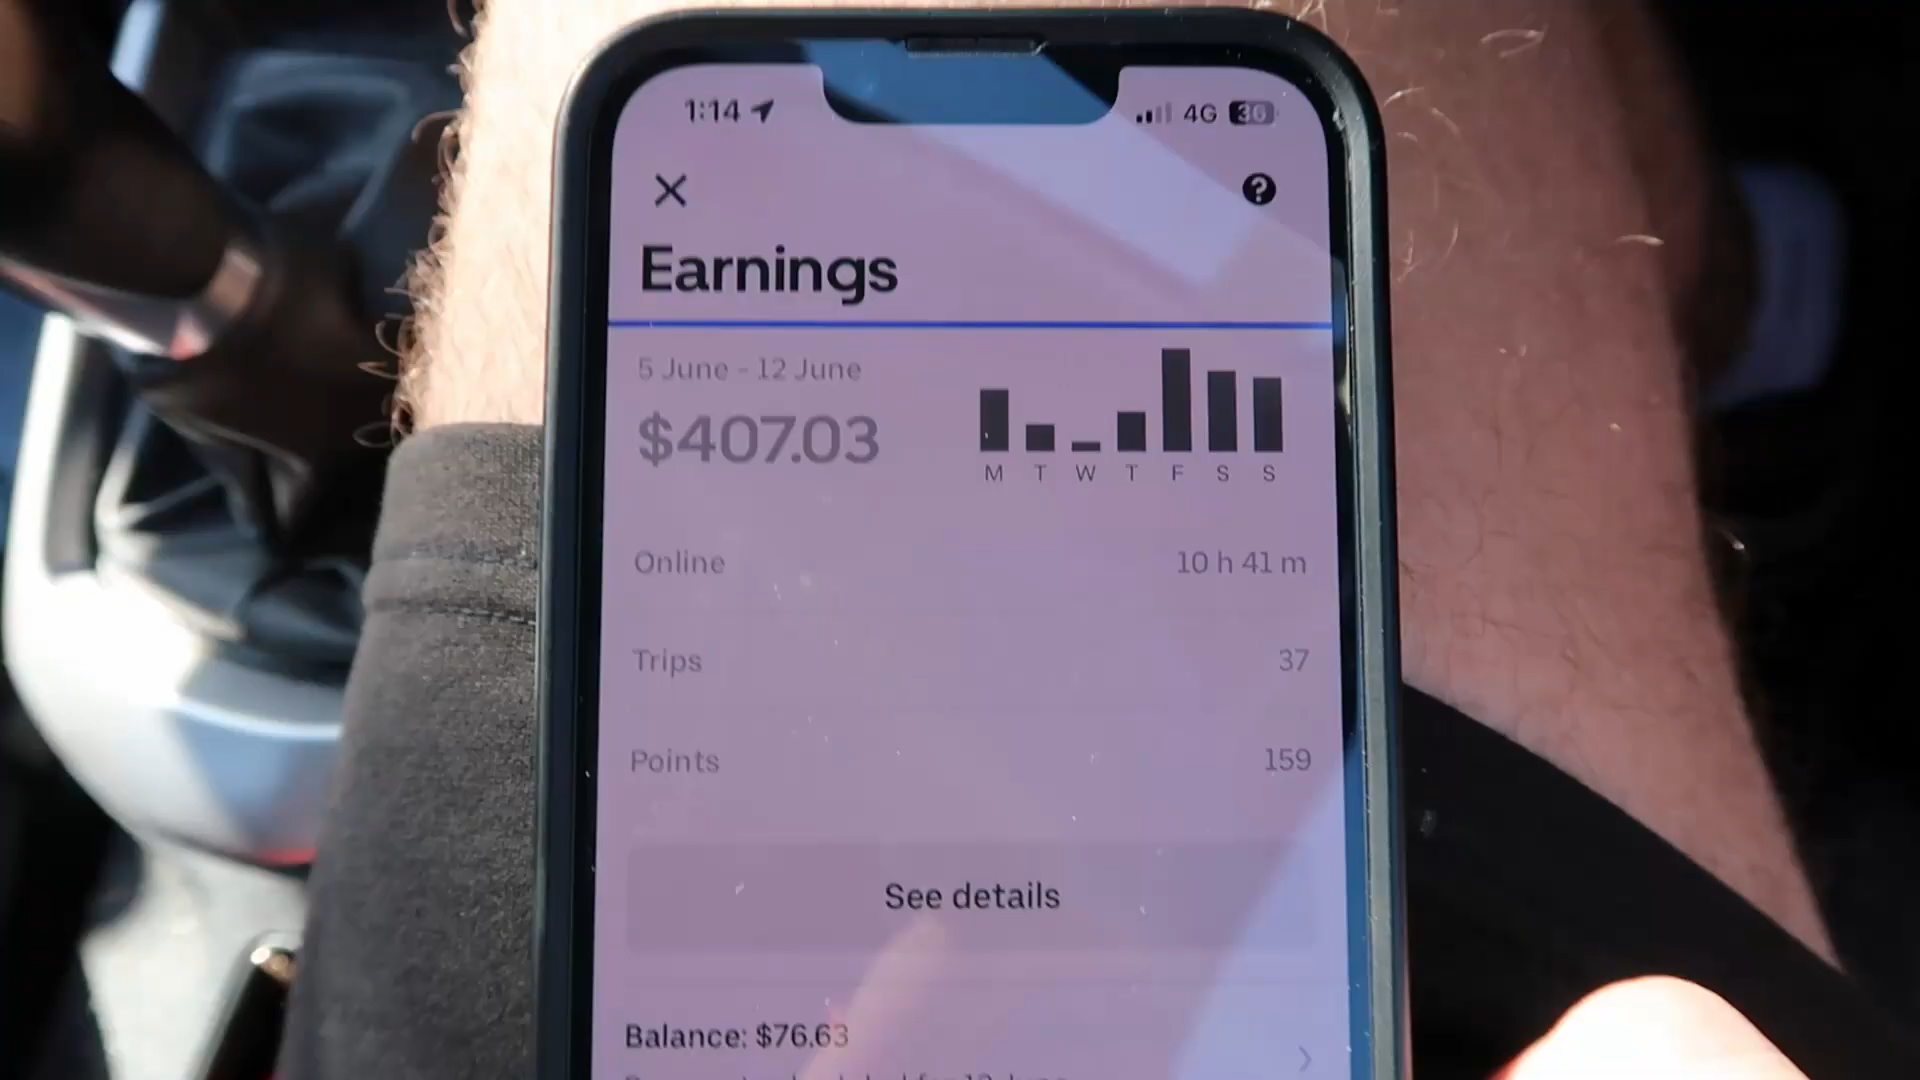 1:14 4G 36
Earnings
5 June - 12 June
$407.03
M T W T F S S
Online 10 h 41 m
Trips 37
Points 159
See details
Balance: $76.63